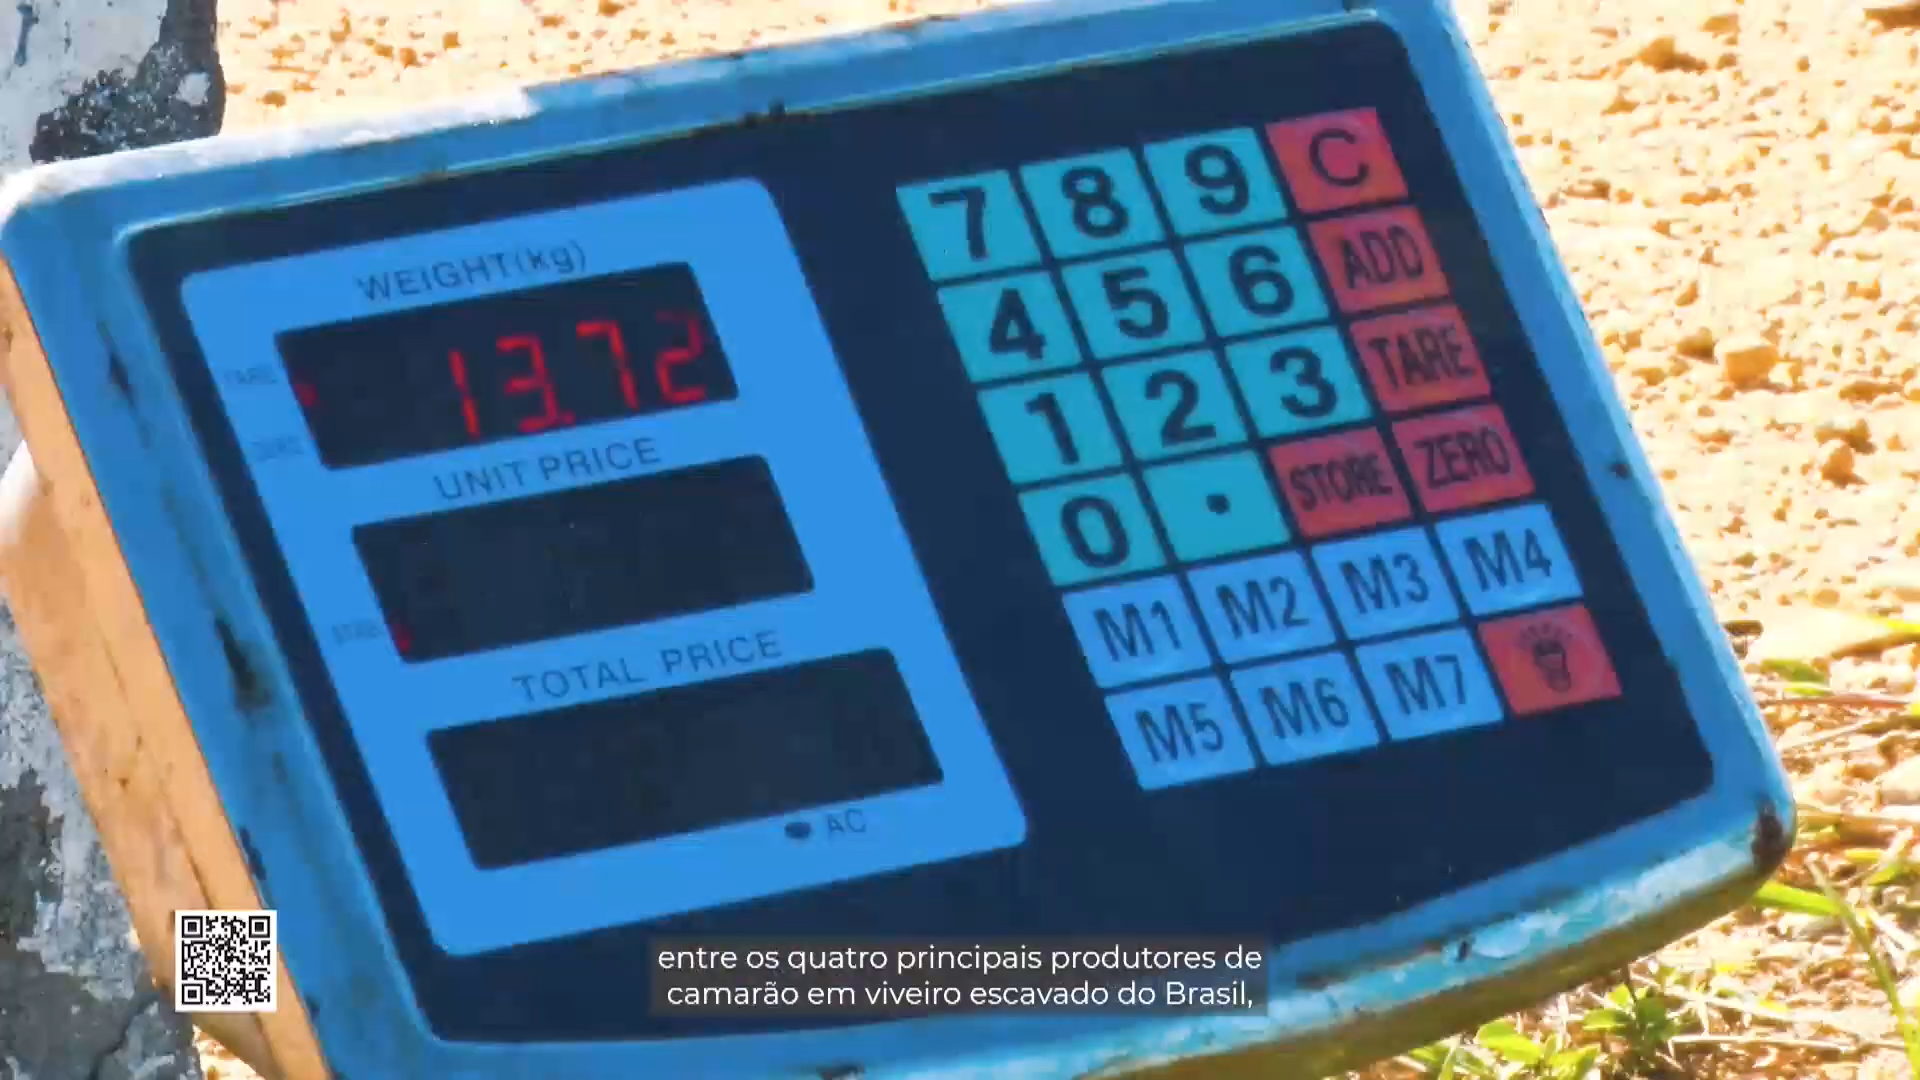 WEIGHT(kg)
TARE
13.72
ZERO
UNIT PRICE
TOTAL PRICE
AC
7 8 9 C
4 5 6 ADD
1 2 3 TARE
0 . STORE ZERO
M1 M2 M3 M4
M5 M6 M7
entre os quatro principais produtores de
camarão em viveiro escavado do Brasil,